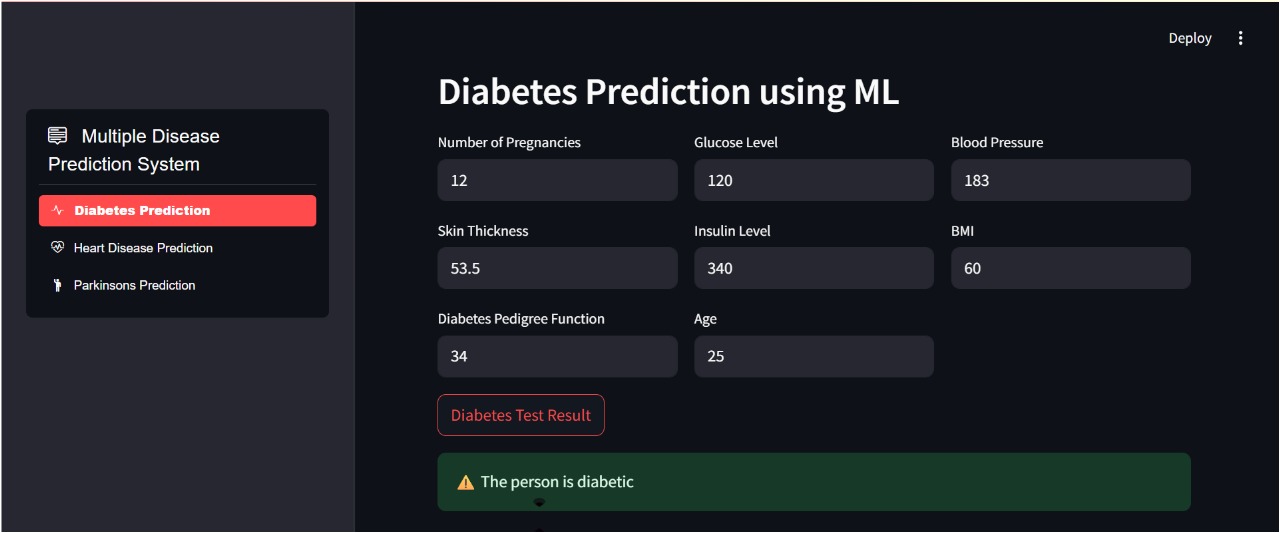 Deploy
Multiple Disease
Prediction System
Diabetes Prediction
Heart Disease Prediction
Parkinsons Prediction
Diabetes Prediction using ML
Number of Pregnancies Glucose Level Blood Pressure
12 120 183
Skin Thickness Insulin Level BMI
53.5 340 60
Diabetes Pedigree Function Age
34 25
Diabetes Test Result
The person is diabetic